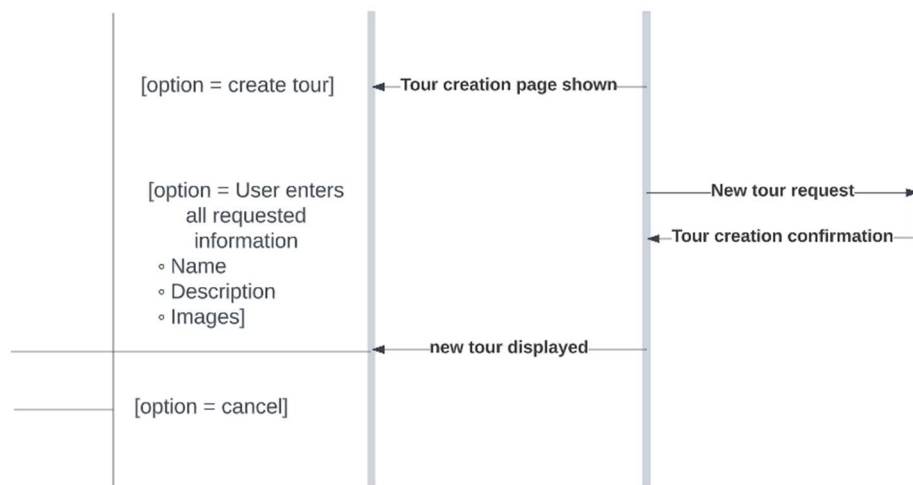 [option = create tour]
Tour creation page shown
[option = User enters
all requested
information
◦ Name
◦ Description
◦ Images]
New tour request
Tour creation confirmation
new tour displayed
[option = cancel]